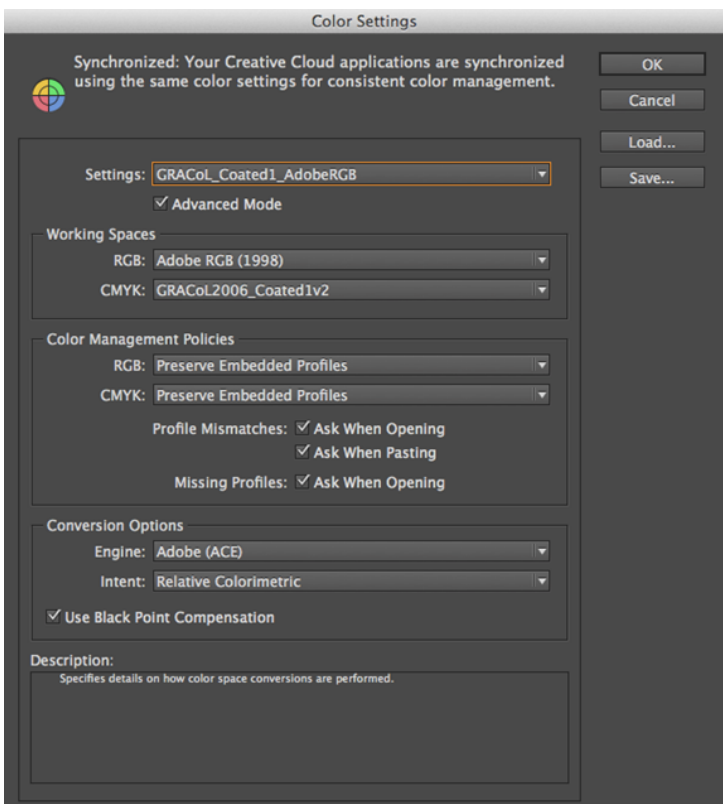 Color Settings
Synchronized: Your Creative Cloud applications are synchronized
using the same color settings for consistent color management.
OK
Cancel
Load...
Save...
Settings: GRACoL_Coated1_AdobeRGB
Advanced Mode
Working Spaces
RGB: Adobe RGB (1998)
CMYK: GRACoL2006_Coated1v2
Color Management Policies
RGB: Preserve Embedded Profiles
CMYK: Preserve Embedded Profiles
Profile Mismatches: Ask When Opening
Ask When Pasting
Missing Profiles: Ask When Opening
Conversion Options
Engine: Adobe (ACE)
Intent: Relative Colorimetric
Use Black Point Compensation
Description:
Specifies details on how color space conversions are performed.